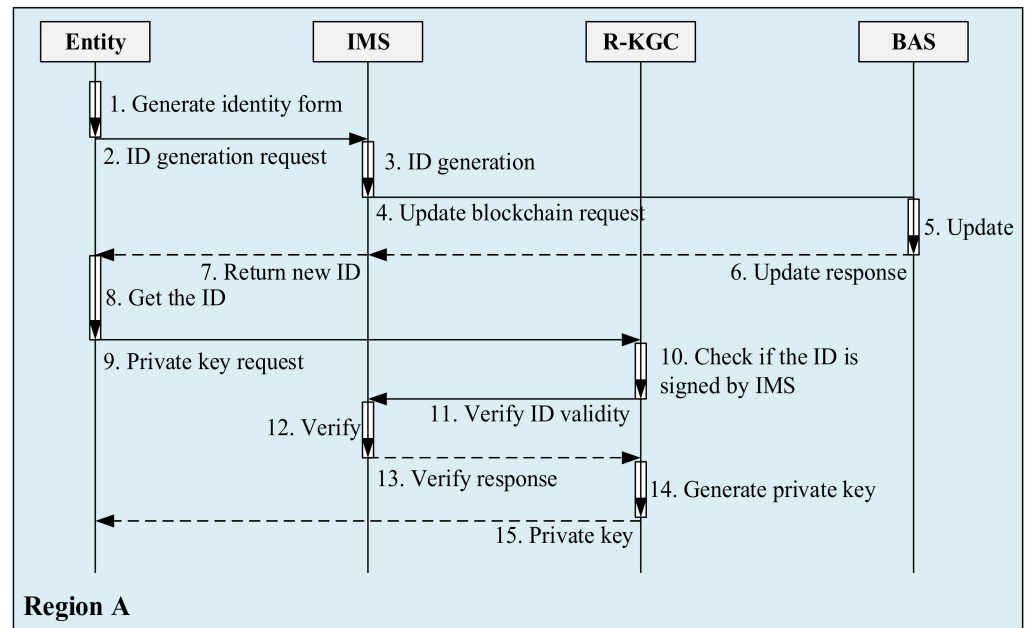 Entity
IMS
R-KGC
BAS
1. Generate identity form
2. ID generation request
3. ID generation
4. Update blockchain request
5. Update
6. Update response
7. Return new ID
8. Get the ID
9. Private key request
10. Check if the ID is
signed by IMS
11. Verify ID validity
12. Verify
13. Verify response
14. Generate private key
15. Private key
Region A